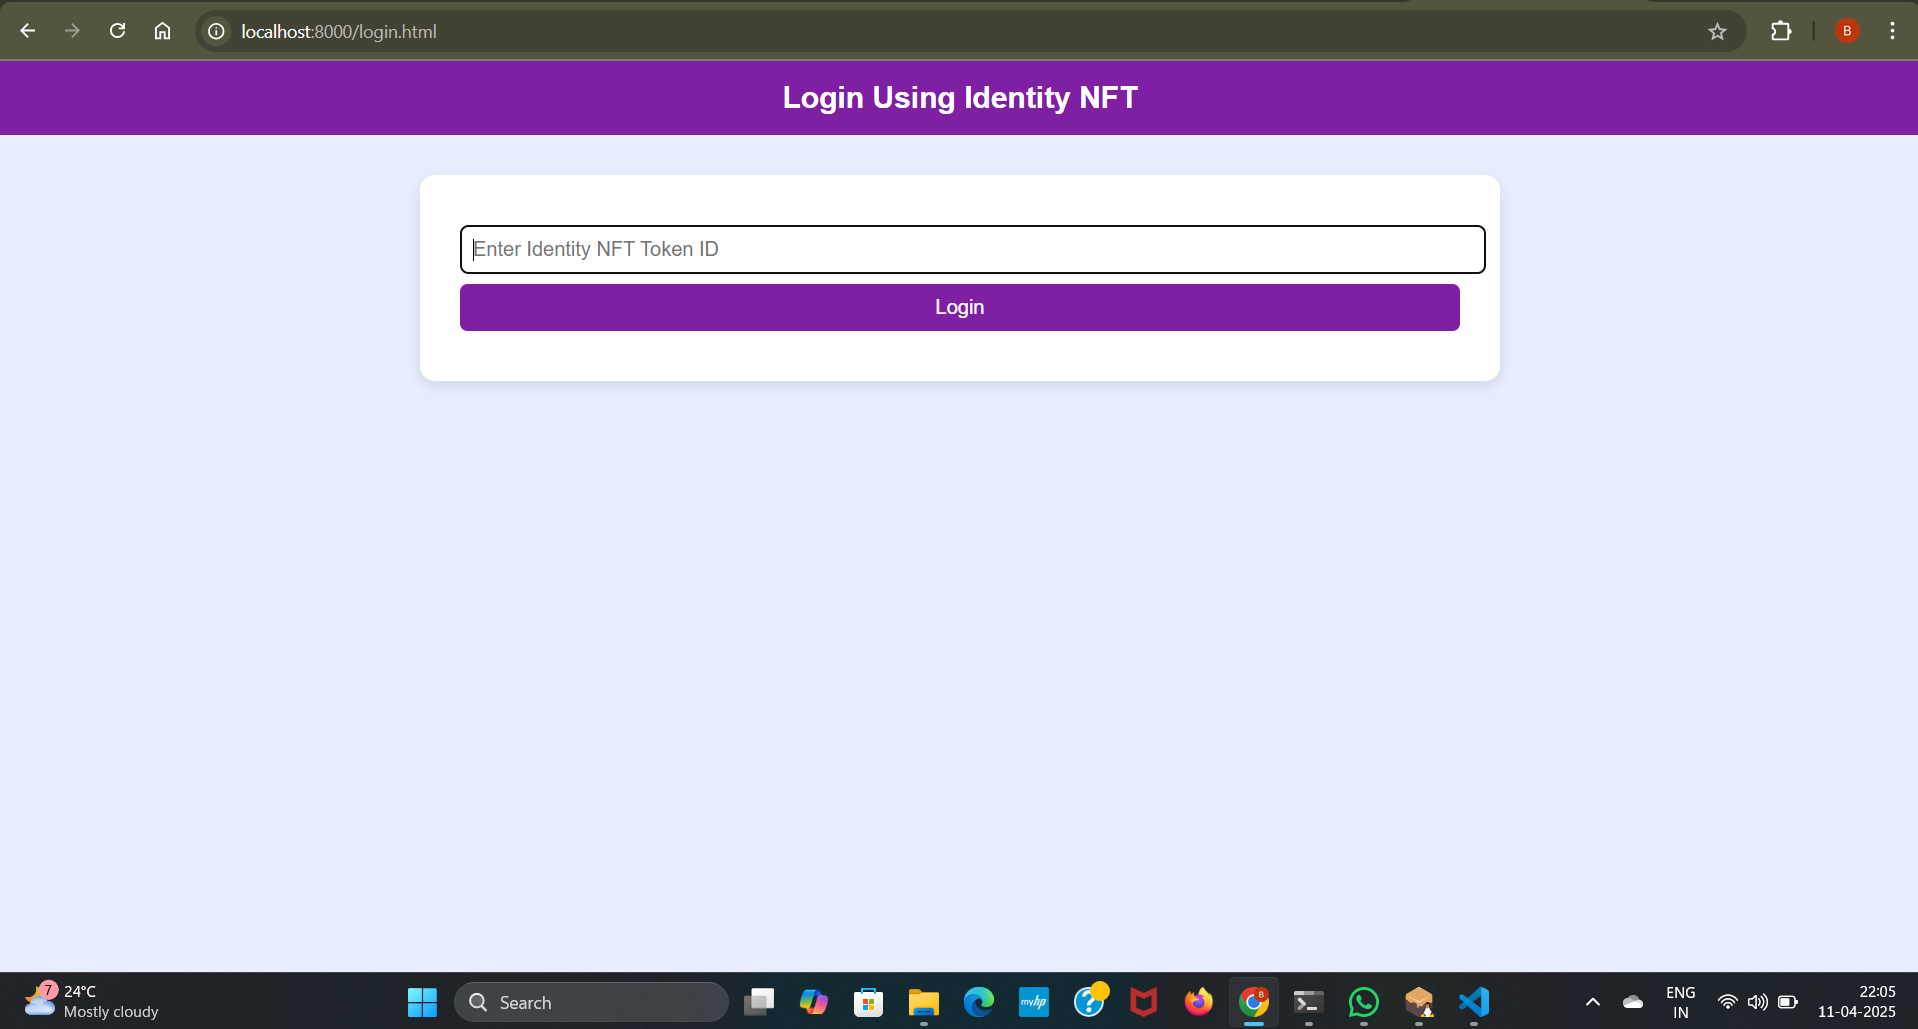 localhost:8000/login.html
B
Login Using Identity NFT
Enter Identity NFT Token ID
Login
7
24°C
Mostly cloudy
Search
myhp
?
B
ENG
IN
22:05
11-04-2025